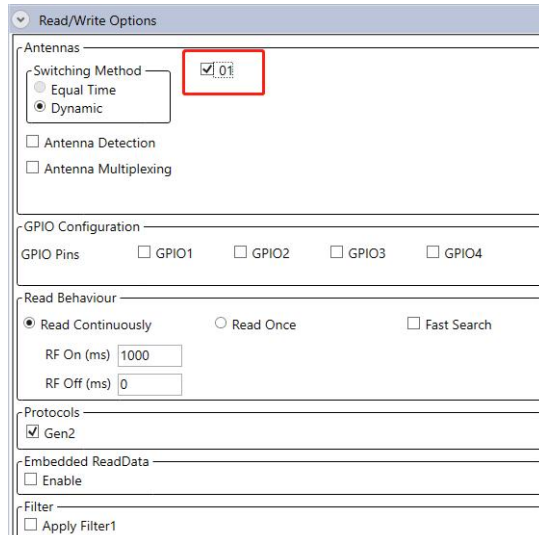 Read/Write Options
Antennas
Switching Method
01
Equal Time
Dynamic
Antenna Detection
Antenna Multiplexing
GPIO Configuration
GPIO Pins GPIO1 GPIO2 GPIO3 GPIO4
Read Behaviour
Read Continuously Read Once Fast Search
RF On (ms) 1000
RF Off (ms) 0
Protocols
Gen2
Embedded ReadData
Enable
Filter
Apply Filter1